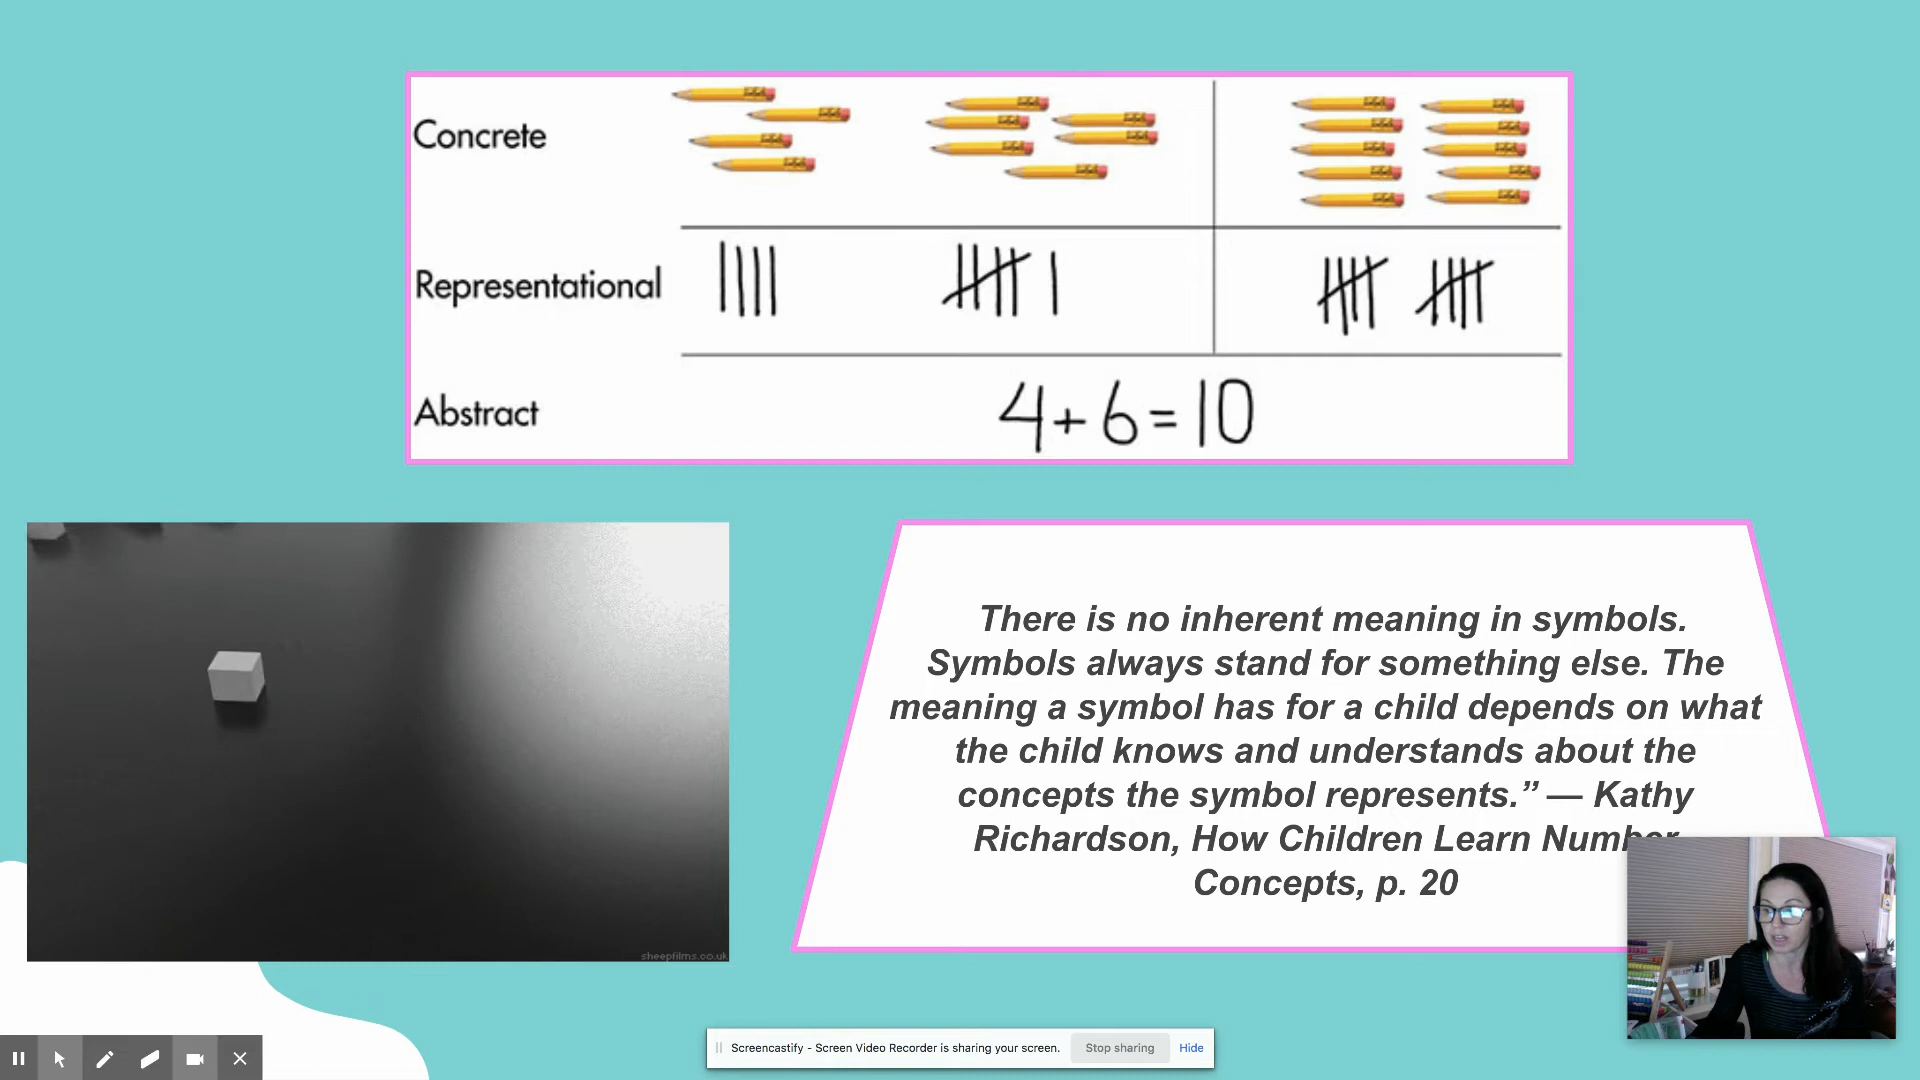 Concrete
Representational
Abstract
4+6=10
sheepfilms.co.uk
There is no inherent meaning in symbols.
Symbols always stand for something else. The
meaning a symbol has for a child depends on what
the child knows and understands about the
concepts the symbol represents.” — Kathy
Richardson, How Children Learn Number
Concepts, p. 20
Screencastify - Screen Video Recorder is sharing your screen.
Stop sharing
Hide